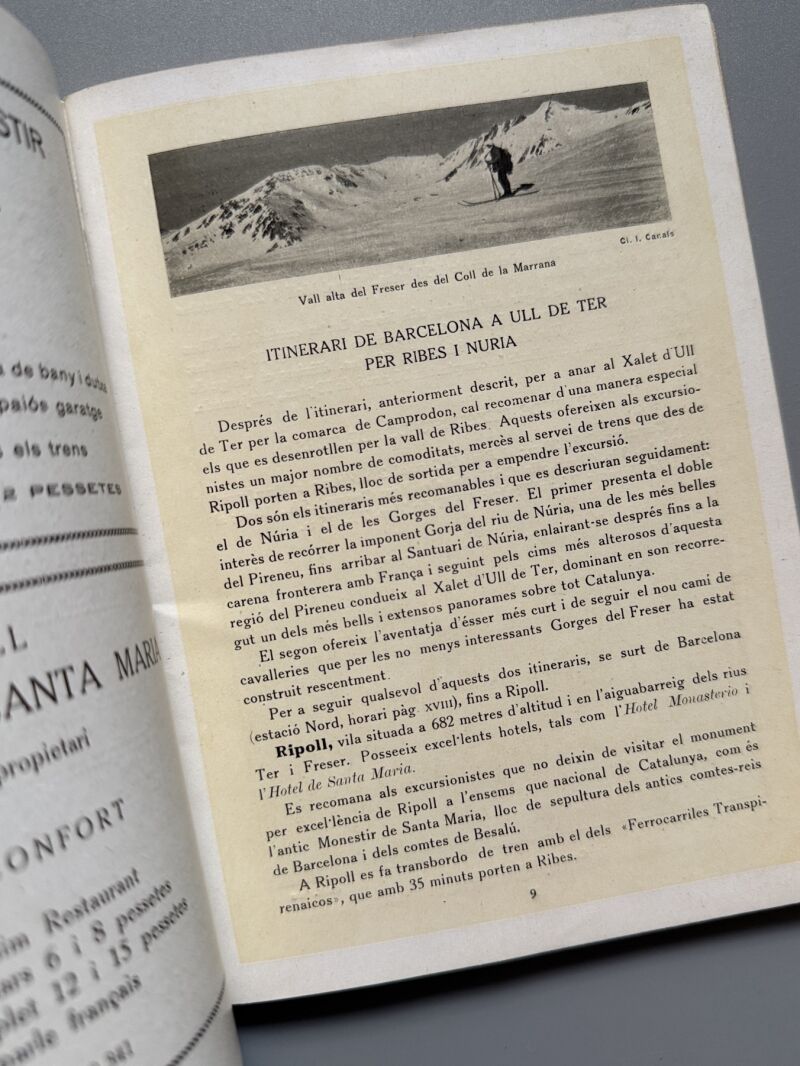 STIR
de bany i dutxa
garatge
els trens
2 PESSETES
LL
SANTA MARIA
propietari
CONFORT
Restaurant
6 i 8 pessetes
12 i 15 pessetes
parle français
847
Cl. I. Canals
Vall alta del Freser des del Coll de la Marrana
ITINERARI DE BARCELONA A ULL DE TER
PER RIBES I NURIA
Després de l'itinerari, anteriorment descrit, per a anar al Xalet d'Ull
de Ter per la comarca de Camprodon, cal recomenar d'una manera especial
els que es desenrotllen per la vall de Ribes. Aquests ofereixen als excursio-
nistes un major nombre de comoditats, mercès al servei de trens que des de
Ripoll porten a Ribes, lloc de sortida per a empendre l'excursió.
Dos són els itineraris més recomanables i que es descriuran seguidament:
el de Núria i el de les Gorges del Freser. El primer presenta el doble
interès de recórrer la imponent Gorja del riu de Núria, una de les més belles
del Pireneu, fins arribar al Santuari de Núria, enlairant-se després fins a la
carena fronterera amb França i seguint pels cims més alterosos d'aquesta
regió del Pireneu condueix al Xalet d'Ull de Ter, dominant en son recorre-
gut un dels més bells i extensos panorames sobre tot Catalunya.
El segon ofereix l'aventatja d'ésser més curt i de seguir el nou cami de
cavalleries que per les no menys interessants Gorges del Freser ha estat
construit rescentment.
Per a seguir qualsevol d'aquests dos itineraris, se surt de Barcelona
(estació Nord, horari pàg. XVIII), fins a Ripoll.
Ripoll, vila situada a 682 metres d'altitud i en l'aiguabarreig dels rius
Ter i Freser. Posseeix excel·lents hotels, tals com l'Hotel Monasterio i
l'Hotel de Santa Maria.
Es recomana als excursionistes que no deixin de visitar el monument
per excel·lència de Ripoll a l'ensems que nacional de Catalunya, com és
l'antic Monestir de Santa Maria, lloc de sepultura dels antics comtes-reis
de Barcelona i dels comtes de Besalú.
A Ripoll es fa transbordo de tren amb el dels «Ferrocarriles Transpi-
renaicos», que amb 35 minuts porten a Ribes.
9